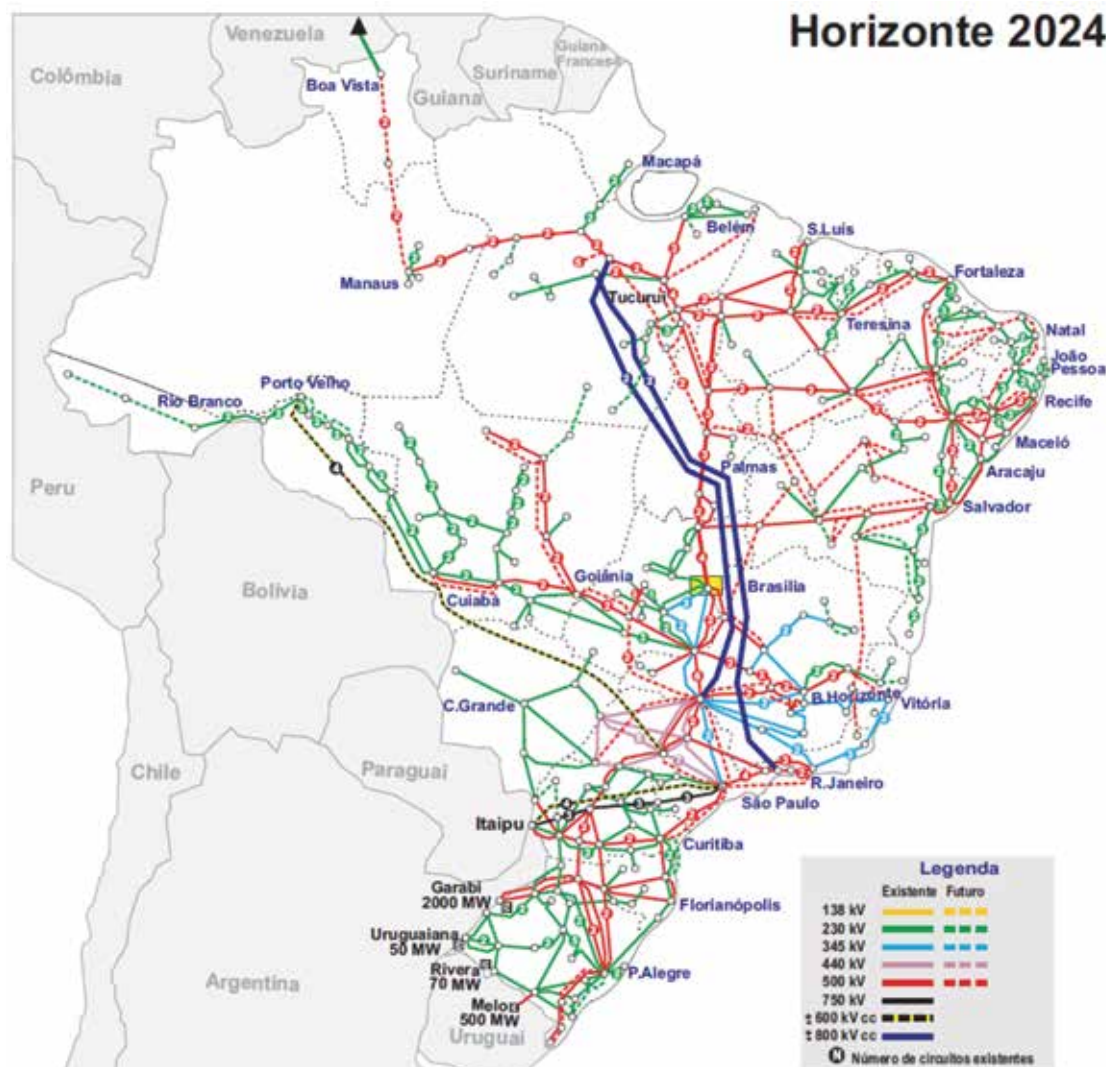 Horizonte 2024
Venezuela
Guiana
Francesa
Colômbia
Suriname
Boa Vista
Guiana
Macapá
Belém
S.Luis
Manaus
Fortaleza
Tucuruí
Teresina
Natal
João
Pessoa
Porto Velho
Rio Branco
Recife
Maceió
Palmas
Aracaju
Peru
Salvador
Goiânia
Brasília
Bolívia
Cuiabá
C.Grande
B.Horizonte
Vitória
Chile
Paraguai
R.Janeiro
São Paulo
Itaipu
Curitiba
Garabi
2000 MW
Florianópolis
Uruguaiana
50 MW
Rivera
70 MW
P.Alegre
Argentina
Melo
500 MW
Uruguai
Legenda
Existente Futuro
138 kV
230 kV
345 kV
440 kV
500 kV
750 kV
± 600 kV cc
± 800 kV cc
N Número de circuitos existentes